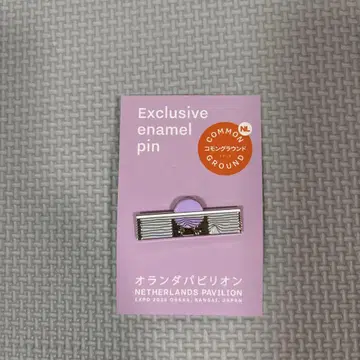 Exclusive
enamel
pin
NL
COMMON
コモングラウンド
GROUND
オランダパビリオン
NETHERLANDS PAVILION
EXPO 2025 OSAKA, KANSAI, JAPAN